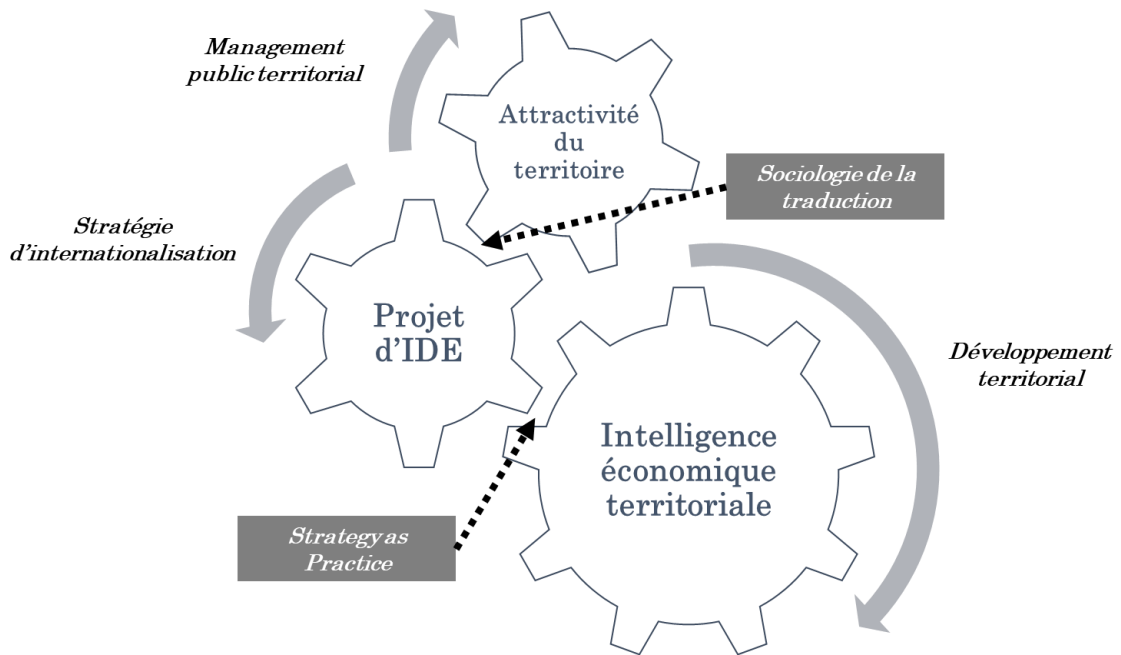 Management
public territorial
Attractivité
du
territoire
Sociologie de la
traduction
Stratégie
d'internationalisation
Projet
d'IDE
Développement
territorial
Intelligence
économique
territoriale
Strategy as
Practice